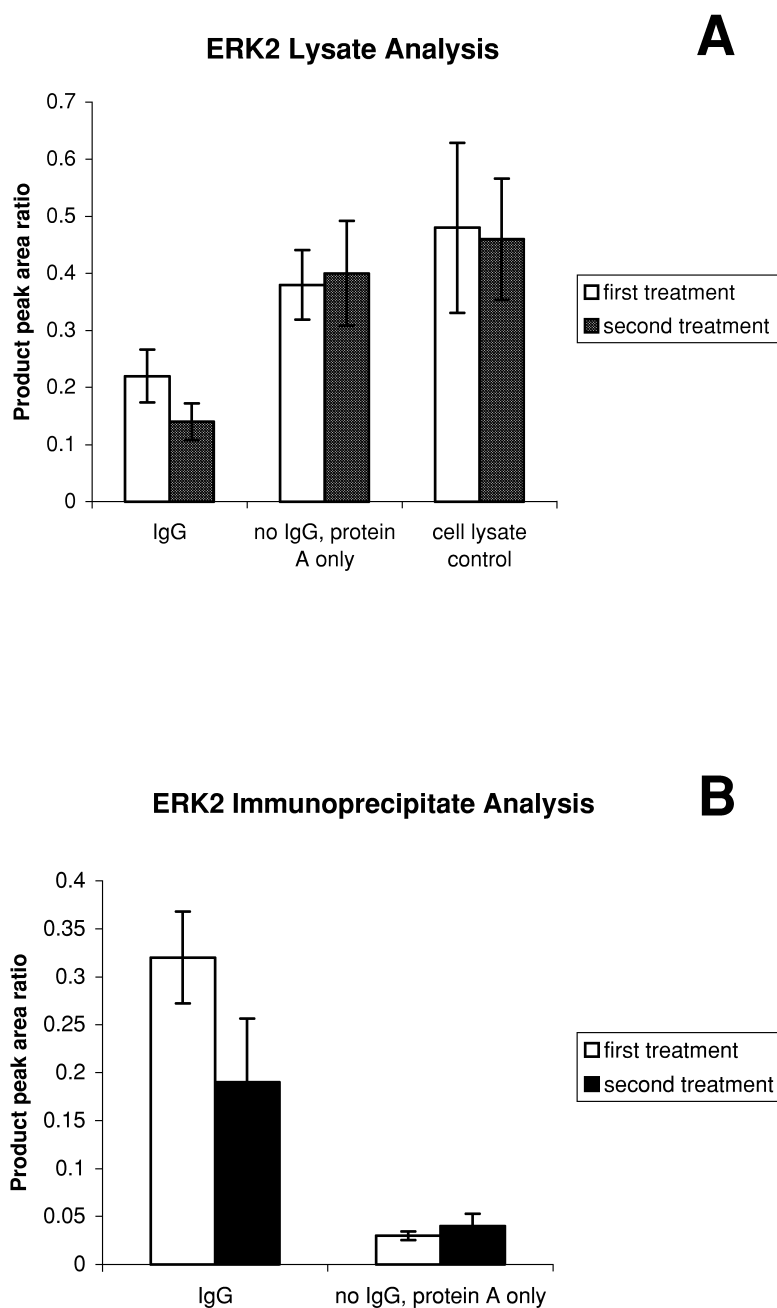 ERK2 Lysate Analysis
A
Product peak area ratio
0.7
0.6
0.5
0.4
0.3
0.2
0.1
0
IgG
no IgG, protein
A only
cell lysate
control
first treatment
second treatment
ERK2 Immunoprecipitate Analysis
B
Product peak area ratio
0.4
0.35
0.3
0.25
0.2
0.15
0.1
0.05
0
IgG
no IgG, protein A only
first treatment
second treatment